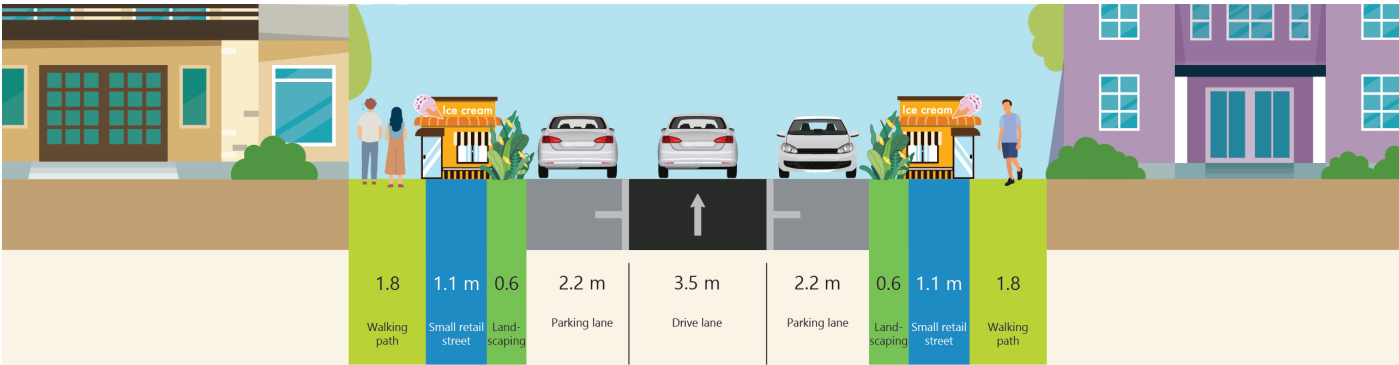 Ice cream
Ice cream
1.8
1.1 m
0.6
2.2 m
3.5 m
2.2 m
0.6
1.1 m
1.8
Walking
path
Small retail
street
Land-
scaping
Parking lane
Drive lane
Parking lane
Land-
scaping
Small retail
street
Walking
path